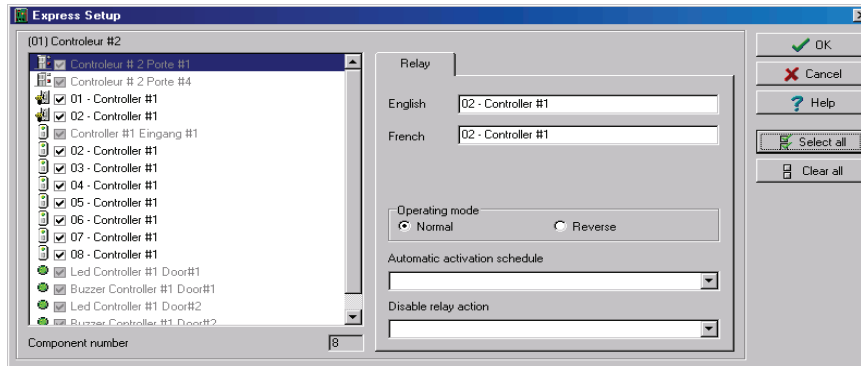 Express Setup
(01) Controleur #2
Controleur # 2 Porte #1
Controleur # 2 Porte #4
01 - Controller #1
02 - Controller #1
Controller #1 Eingang #1
02 - Controller #1
03 - Controller #1
04 - Controller #1
05 - Controller #1
06 - Controller #1
07 - Controller #1
08 - Controller #1
Led Controller #1 Door#1
Buzzer Controller #1 Door#1
Led Controller #1 Door#2
Buzzer Controller #1 Door#2
Component number 8
Relay
English 02 - Controller #1
French 02 - Controller #1
Operating mode
Normal Reverse
Automatic activation schedule
Disable relay action
OK
Cancel
? Help
Select all
Clear all